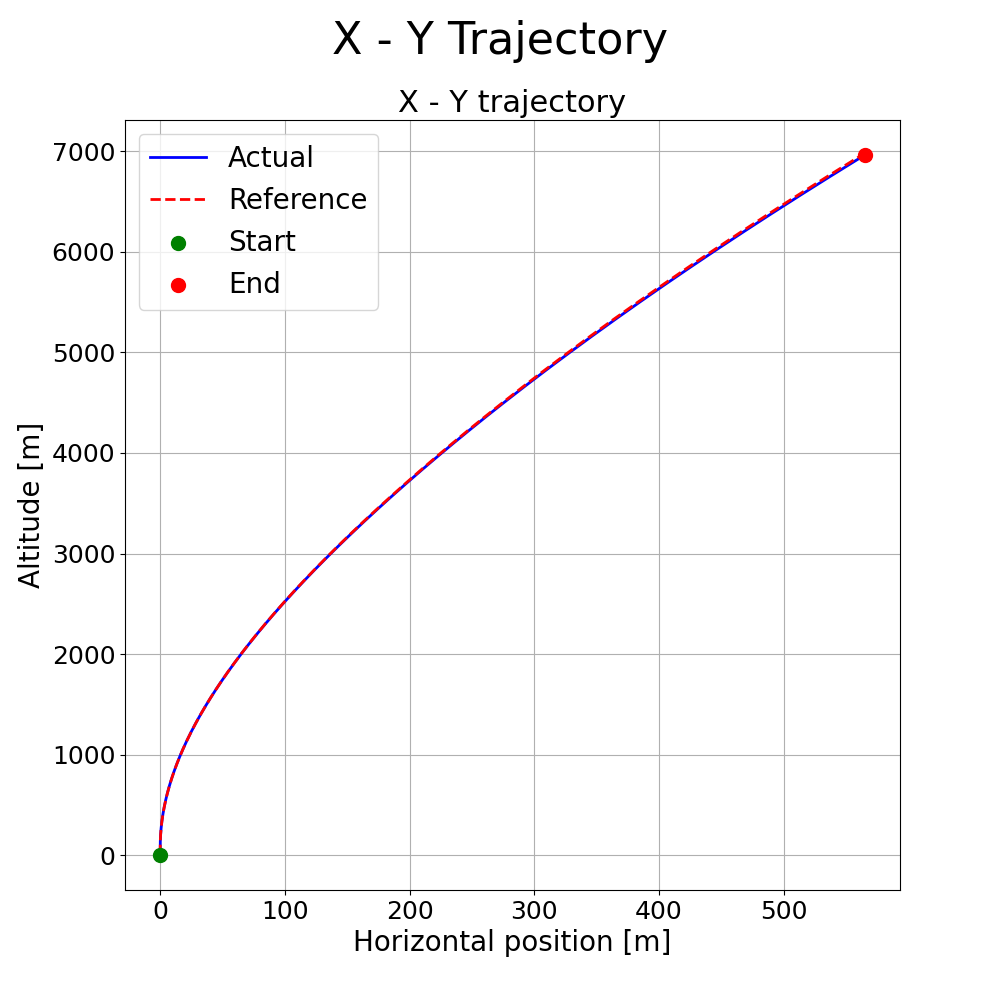 X - Y Trajectory
X - Y trajectory
Actual
Reference
Start
End
7000
6000
5000
4000
3000
2000
1000
0
Altitude [m]
0 100 200 300 400 500
Horizontal position [m]